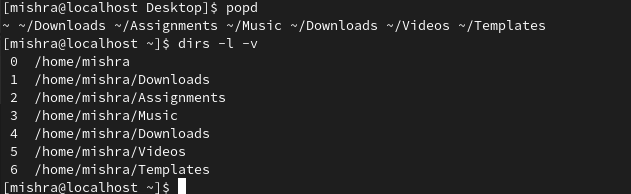 [mishra@localhost Desktop]$ popd
~ ~/Downloads ~/Assignments ~/Music ~/Downloads ~/Videos ~/Templates
[mishra@localhost ~]$ dirs -l -v
0  /home/mishra
1  /home/mishra/Downloads
2  /home/mishra/Assignments
3  /home/mishra/Music
4  /home/mishra/Downloads
5  /home/mishra/Videos
6  /home/mishra/Templates
[mishra@localhost ~]$